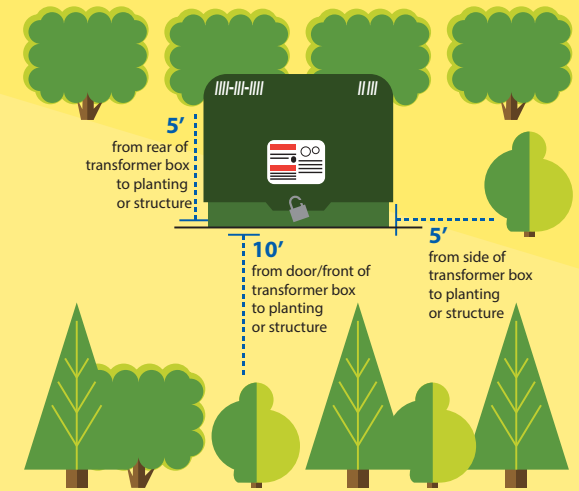 5’
from rear of
transformer box
to planting
or structure
10’
from door/front of
transformer box
to planting
or structure
5’
from side of
transformer box
to planting
or structure